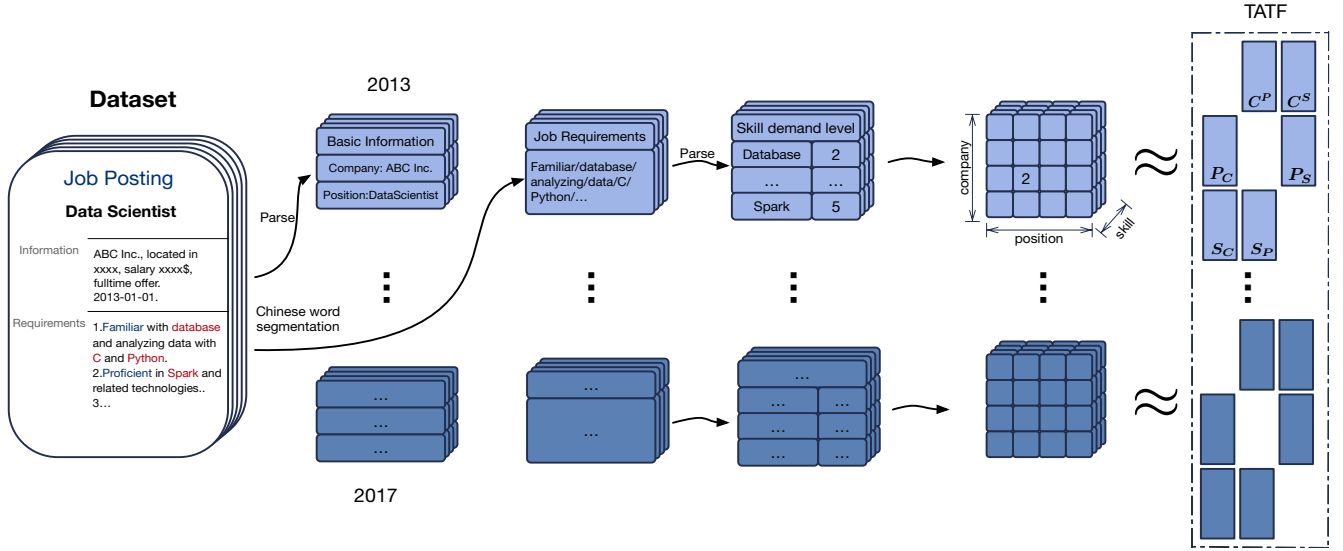 TATF
2013
Dataset
Job Posting
Data Scientist
Information
ABC Inc., located in
xxxx, salary xxxx$,
fulltime offer.
2013-01-01.
Requirements
1.Familiar with database
and analyzing data with
C and Python.
2.Proficient in Spark and
related technologies..
3...
Parse
Chinese word
segmentation
Basic Information
Company: ABC Inc.
Position:DataScientist
Job Requirements
Familiar/database/
analyzing/data/C/
Python/...
Parse
Skill demand level
Database 2
... ...
Spark 5
company
2
position
skill
C^P C^S
P_C P_S
S_C S_P
...
...
...
2017
...
...
...
... ...
... ...
... ...